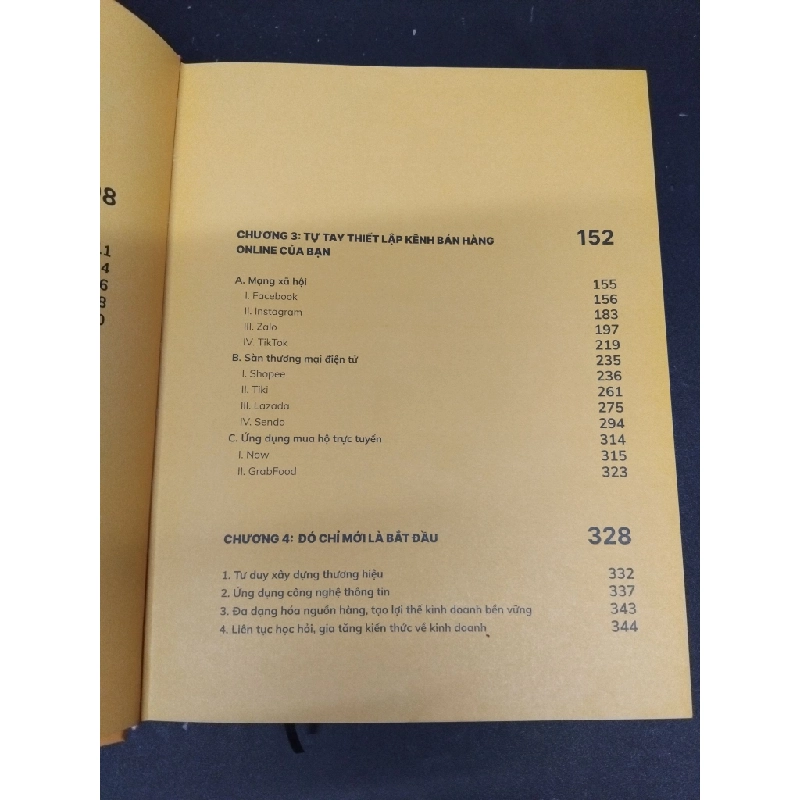 CHƯƠNG 3: TỰ TAY THIẾT LẬP KÊNH BÁN HÀNG 152
ONLINE CỦA BẠN
A. Mạng xã hội 155
I. Facebook 156
II. Instagram 183
III. Zalo 197
IV. TikTok 219
B. Sàn thương mại điện tử 235
I. Shopee 236
II. Tiki 261
III. Lazada 275
IV. Sendo 294
C. Ứng dụng mua hộ trực tuyến 314
I. Now 315
II. GrabFood 323
CHƯƠNG 4: ĐÓ CHỈ MỚI LÀ BẮT ĐẦU 328
1. Tư duy xây dựng thương hiệu 332
2. Ứng dụng công nghệ thông tin 337
3. Đa dạng hóa nguồn hàng, tạo lợi thế kinh doanh bền vững 343
4. Liên tục học hỏi, gia tăng kiến thức về kinh doanh 344